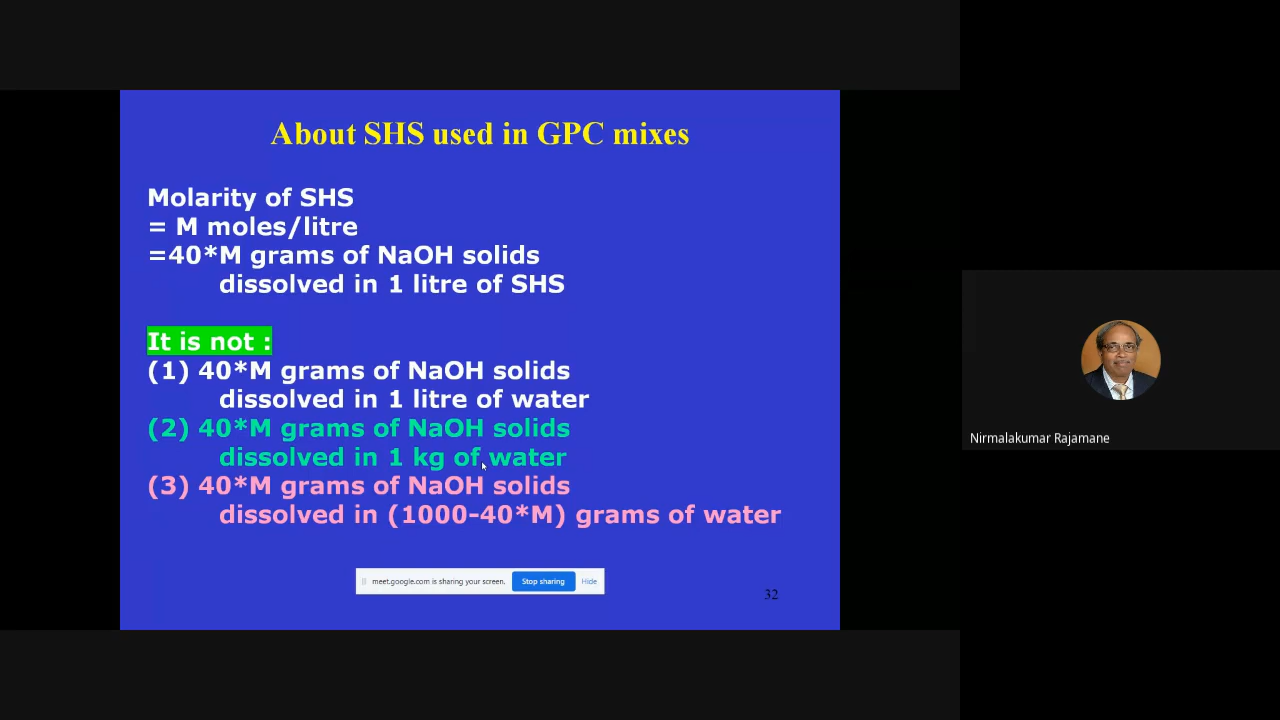 About SHS used in GPC mixes
Molarity of SHS
= M moles/litre
=40*M grams of NaOH solids
dissolved in 1 litre of SHS
It is not :
(1) 40*M grams of NaOH solids
dissolved in 1 litre of water
(2) 40*M grams of NaOH solids
dissolved in 1 kg of water
(3) 40*M grams of NaOH solids
dissolved in (1000-40*M) grams of water
meet.google.com is sharing your screen. Stop sharing Hide
32
Nirmalakumar Rajamane